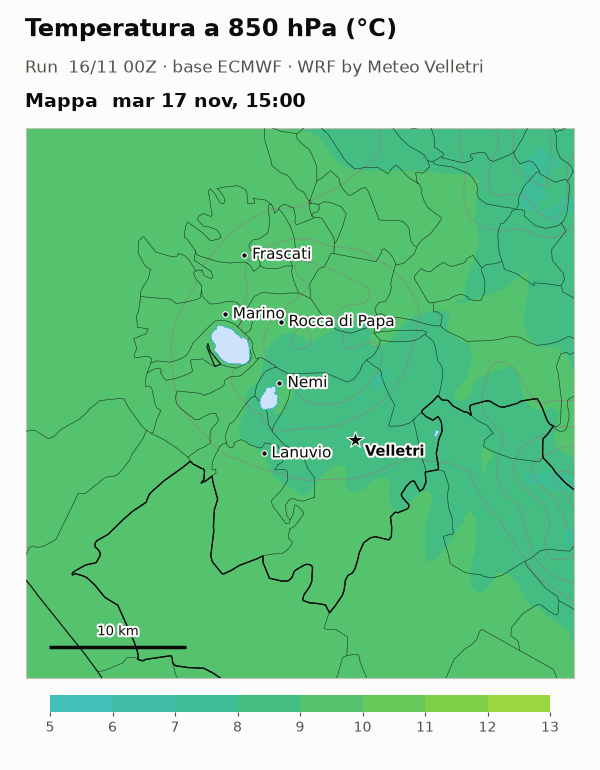 Temperatura a 850 hPa (°C)
Run  16/11 00Z · base ECMWF · WRF by Meteo Velletri
Mappa  mar 17 nov, 15:00
Frascati
Marino
Rocca di Papa
Nemi
Velletri
Lanuvio
10 km
5 6 7 8 9 10 11 12 13